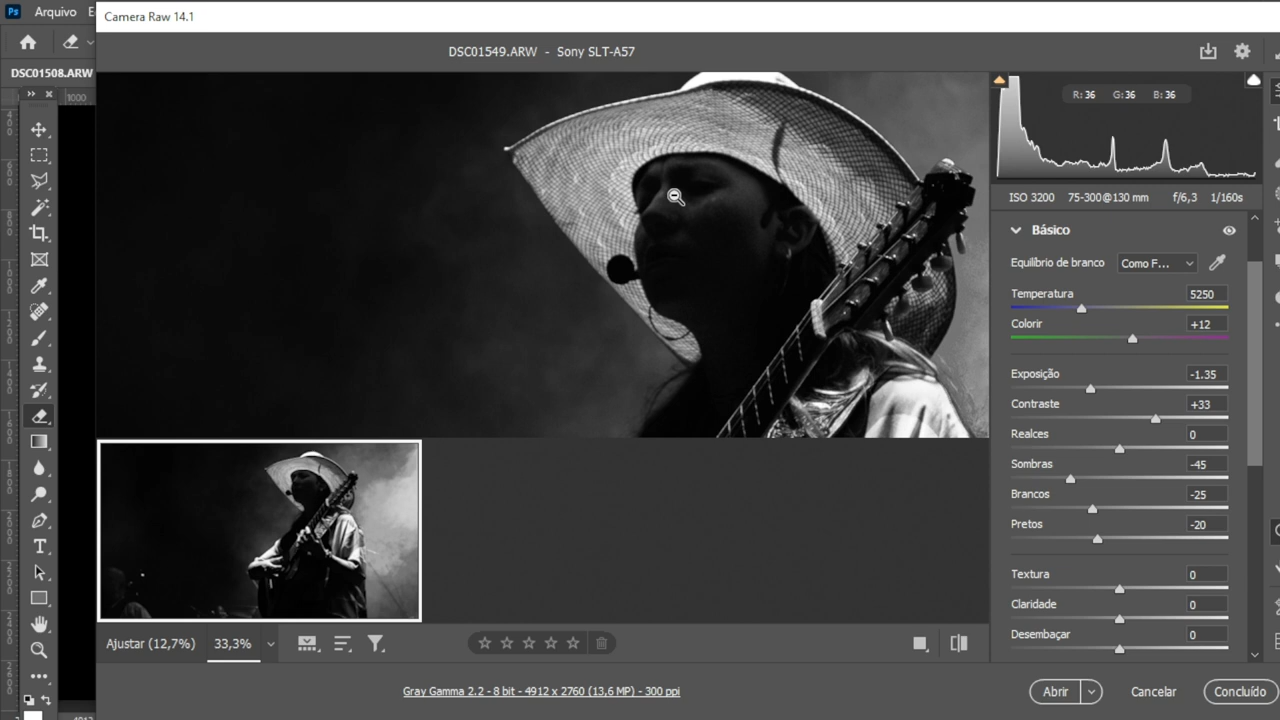 Ps Arquivo
Camera Raw 14.1
DSC01549.ARW - Sony SLT-A57
DSC01508.ARW
1000
R: 36 G: 36 B: 36
ISO 3200 75-300@130 mm f/6,3 1/160s
Básico
Equilíbrio de branco Como F...
Temperatura 5250
Colorir +12
Exposição -1.35
Contraste +33
Realces 0
Sombras -45
Brancos -25
Pretos -20
Textura 0
Claridade 0
Desembaçar 0
Ajustar (12,7%) 33,3%
Gray Gamma 2.2 - 8 bit - 4912 x 2760 (13,6 MP) - 300 ppi
Abrir Cancelar Concluído